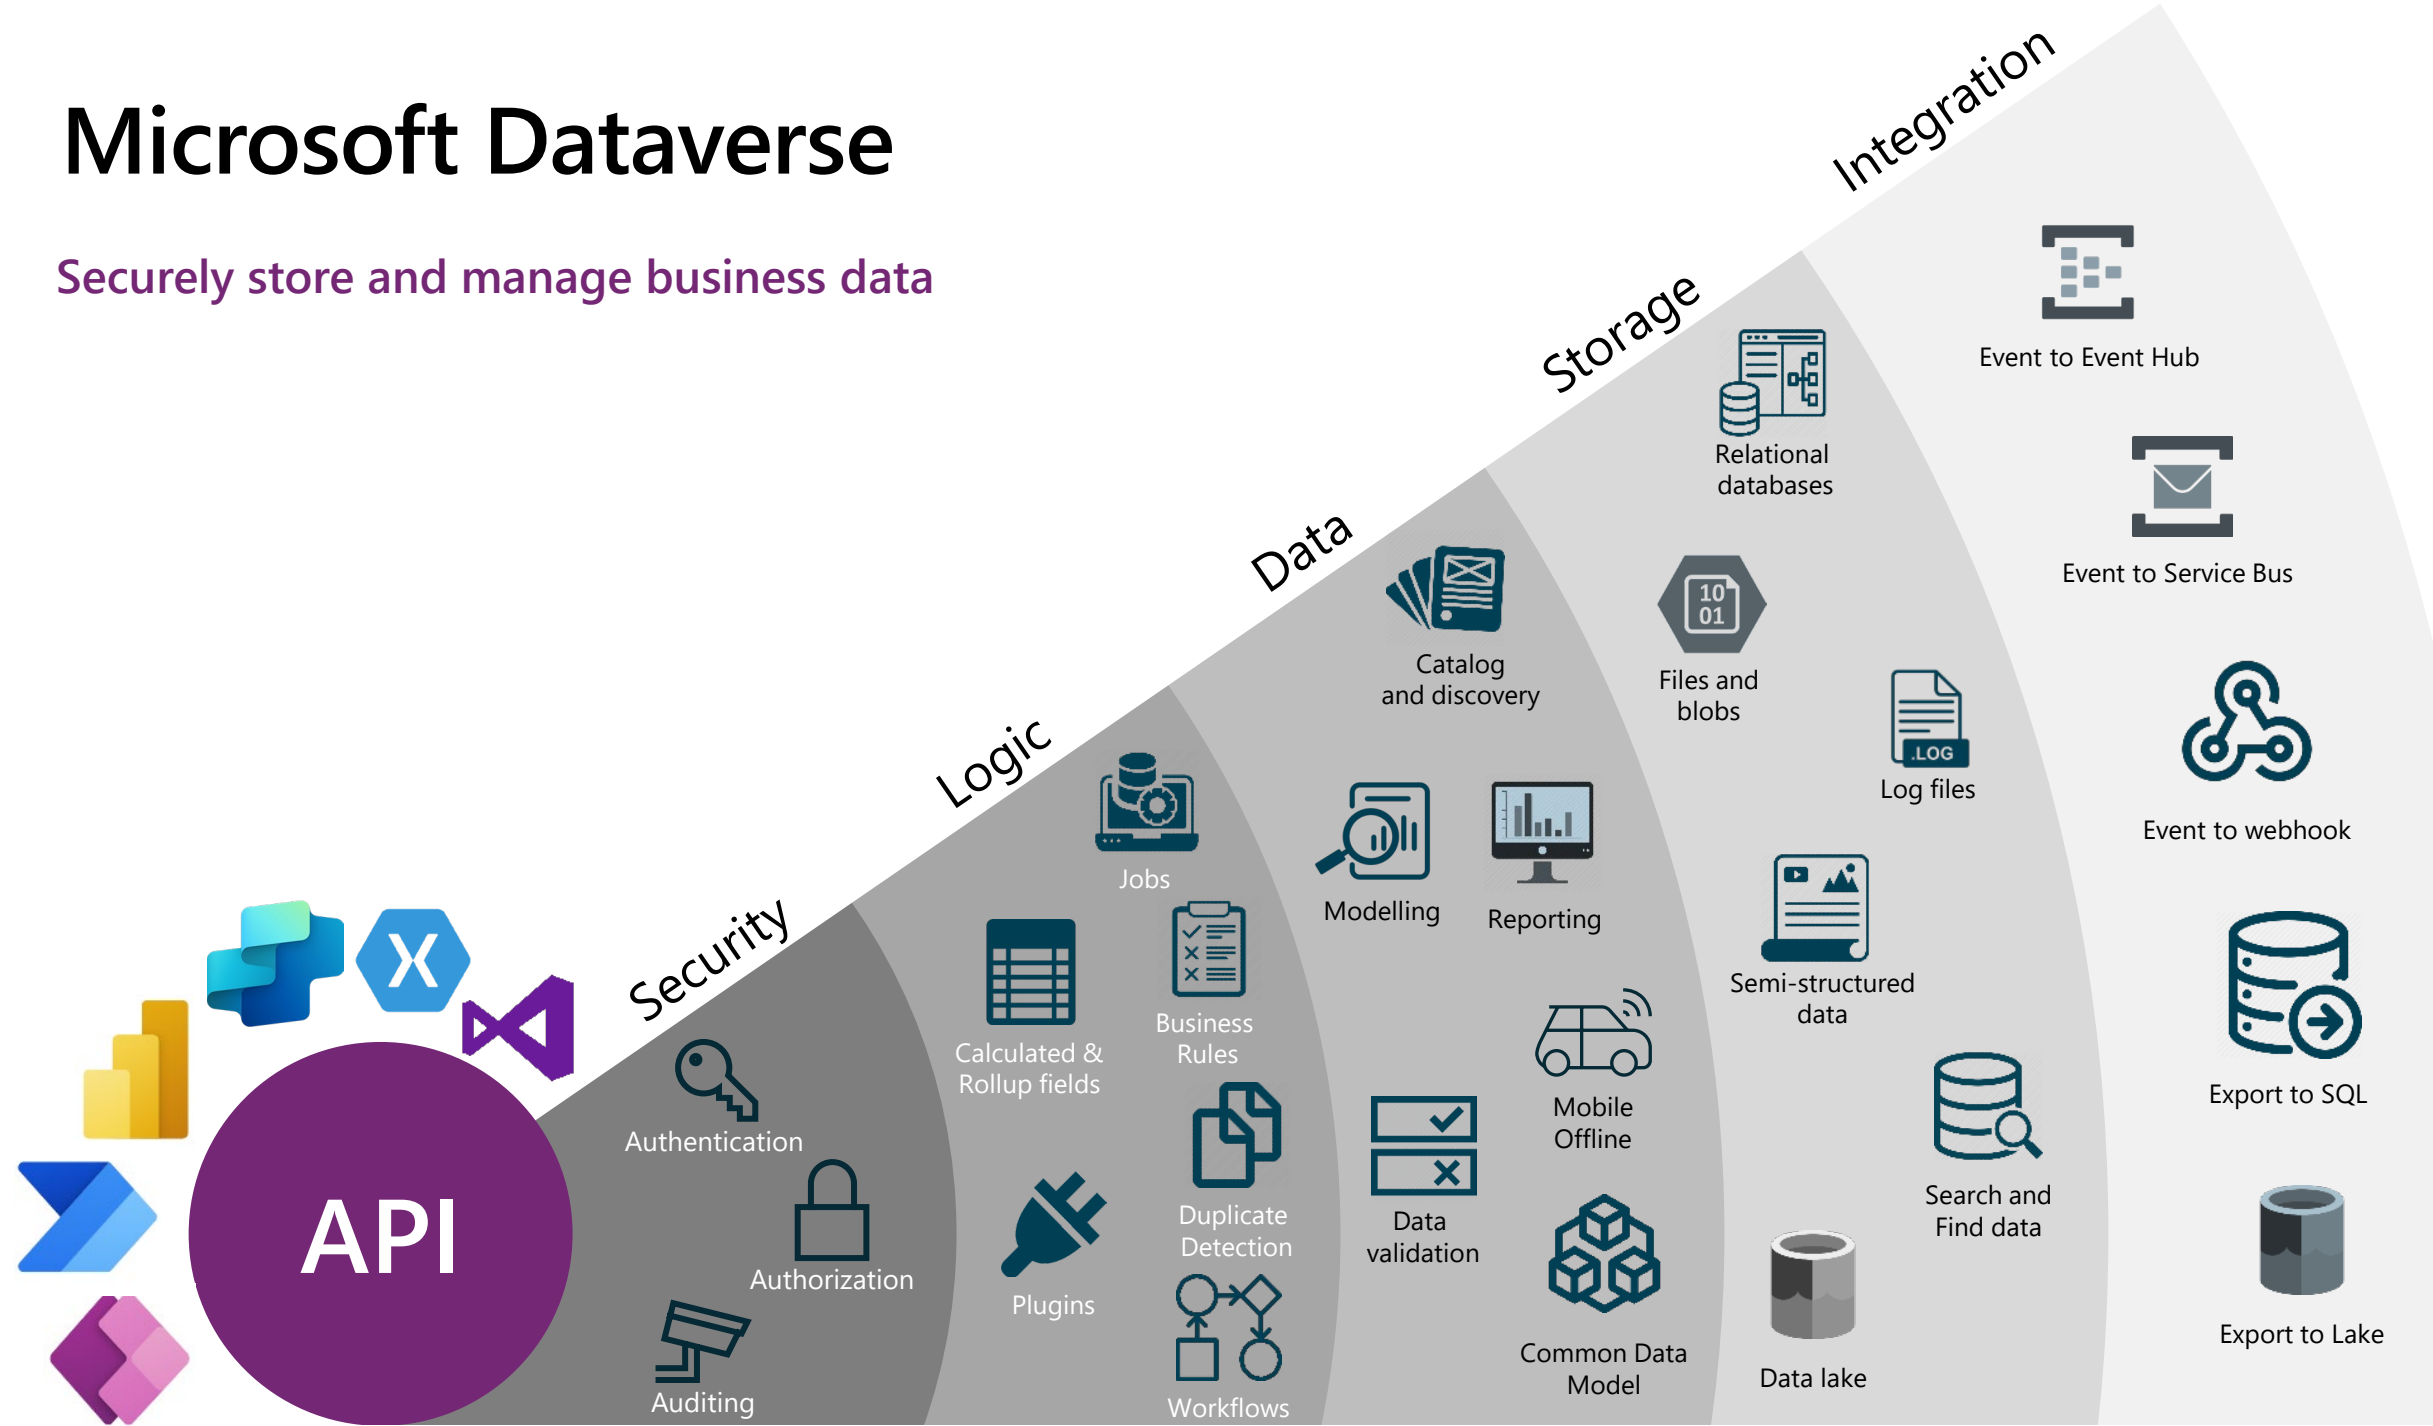 Microsoft Dataverse
Securely store and manage business data
API
Security
Authentication
Authorization
Auditing
Logic
Jobs
Calculated &
Rollup fields
Business
Rules
Duplicate
Detection
Plugins
Workflows
Data
Catalog
and discovery
Modelling
Reporting
Mobile
Offline
Data
validation
Common Data
Model
Storage
Relational
databases
10
01
Files and
blobs
.LOG
Log files
Semi-structured
data
Search and
Find data
Data lake
Integration
Event to Event Hub
Event to Service Bus
Event to webhook
Export to SQL
Export to Lake